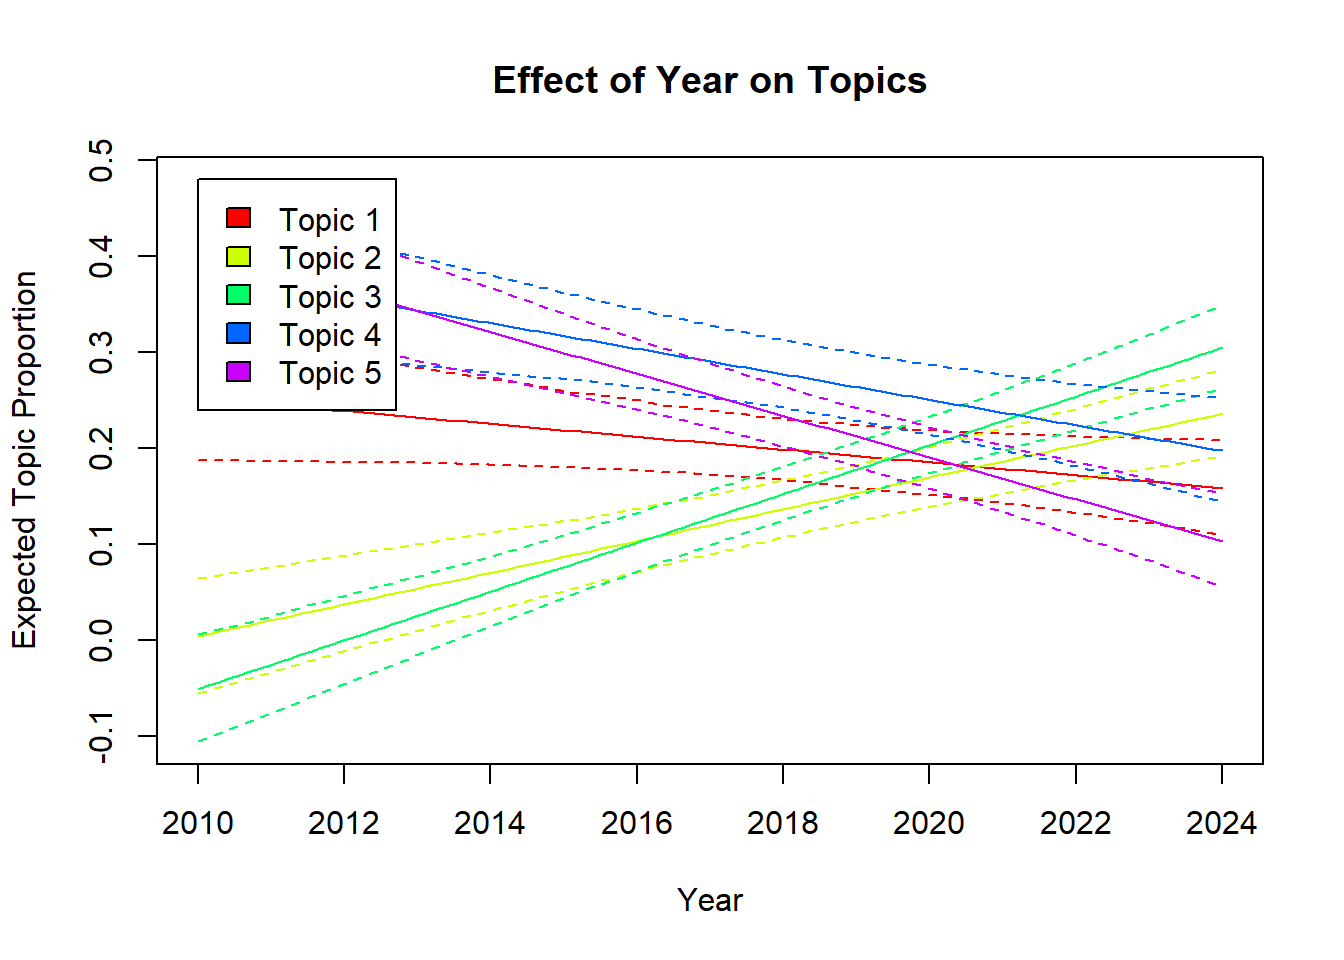 Effect of Year on Topics
Expected Topic Proportion
0.5
0.4
0.3
0.2
0.1
0.0
-0.1
Topic 1
Topic 2
Topic 3
Topic 4
Topic 5
2010 2012 2014 2016 2018 2020 2022 2024
Year